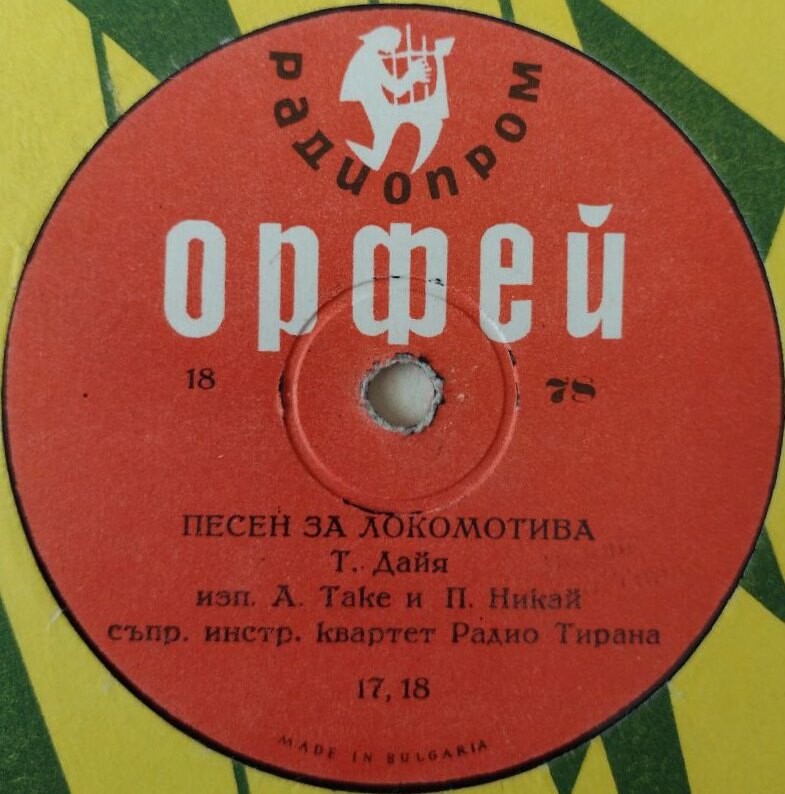 радиопром
орфей
18 78
ПЕСЕН ЗА ЛОКОМОТИВА
Т. Дайя
изп. А. Таке и П. Никай
съпр. инстр. квартет Радио Тирана
17, 18
MADE IN BULGARIA